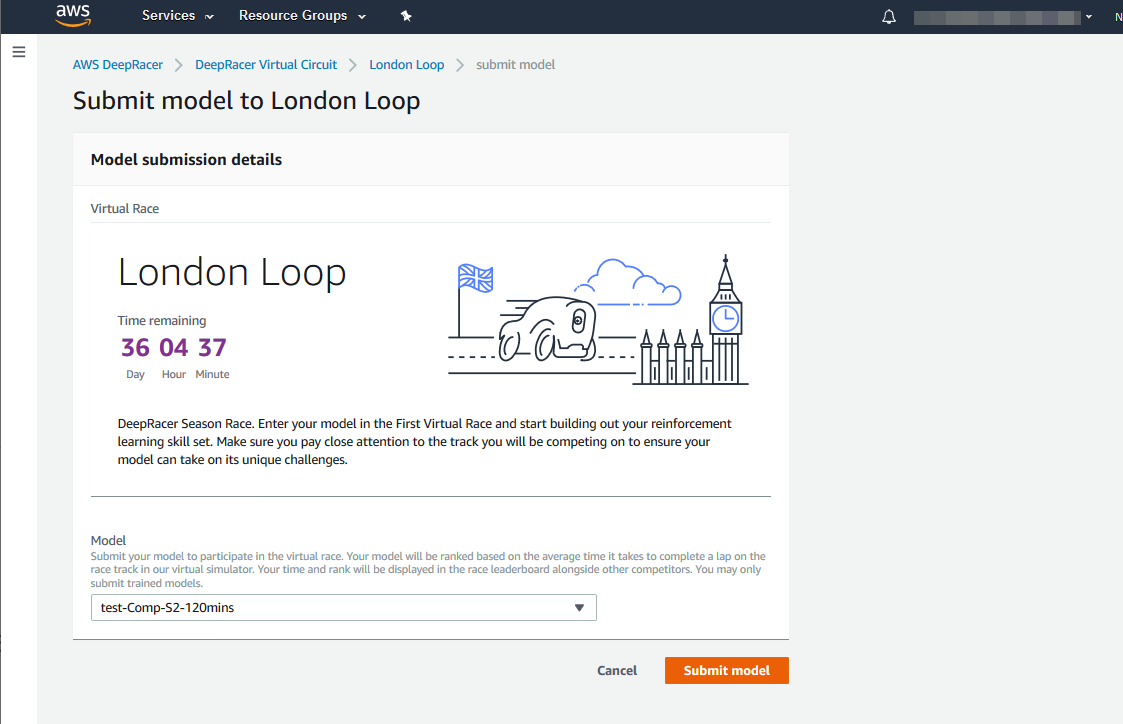 aws Services Resource Groups N
AWS DeepRacer DeepRacer Virtual Circuit London Loop submit model
Submit model to London Loop
Model submission details
Virtual Race
London Loop
Time remaining
36 04 37
Day Hour Minute
DeepRacer Season Race. Enter your model in the First Virtual Race and start building out your reinforcement
learning skill set. Make sure you pay close attention to the track you will be competing on to ensure your
model can take on its unique challenges.
Model
Submit your model to participate in the virtual race. Your model will be ranked based on the average time it takes to complete a lap on the
race track in our virtual simulator. Your time and rank will be displayed in the race leaderboard alongside other competitors. You may only
submit trained models.
test-Comp-S2-120mins
Cancel Submit model